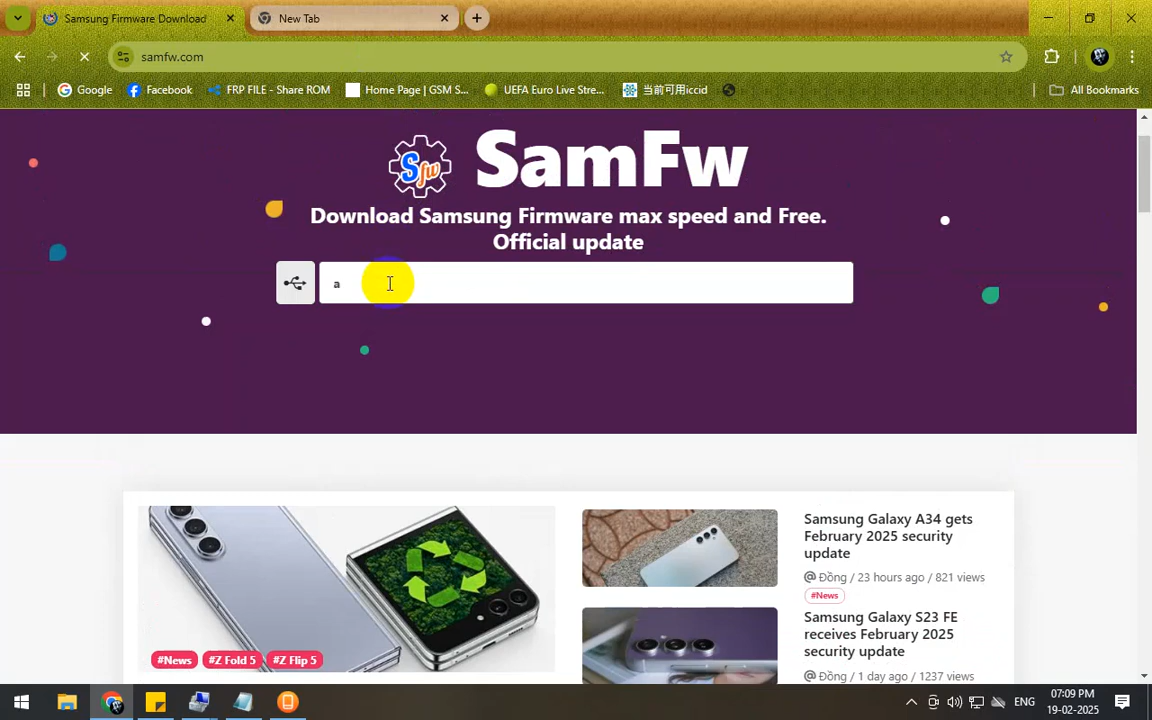 Samsung Firmware Download
New Tab
samfw.com
Google
Facebook
FRP FILE - Share ROM
Home Page | GSM S...
UEFA Euro Live Stre...
当前可用iccid
All Bookmarks
Sfw
SamFw
Download Samsung Firmware max speed and Free.
Official update
a
#News
#Z Fold 5
#Z Flip 5
Samsung Galaxy A34 gets
February 2025 security
update
@ Đồng / 23 hours ago / 821 views
#News
Samsung Galaxy S23 FE
receives February 2025
security update
@ Đồng / 1 day ago / 1237 views
ENG
07:09 PM
19-02-2025